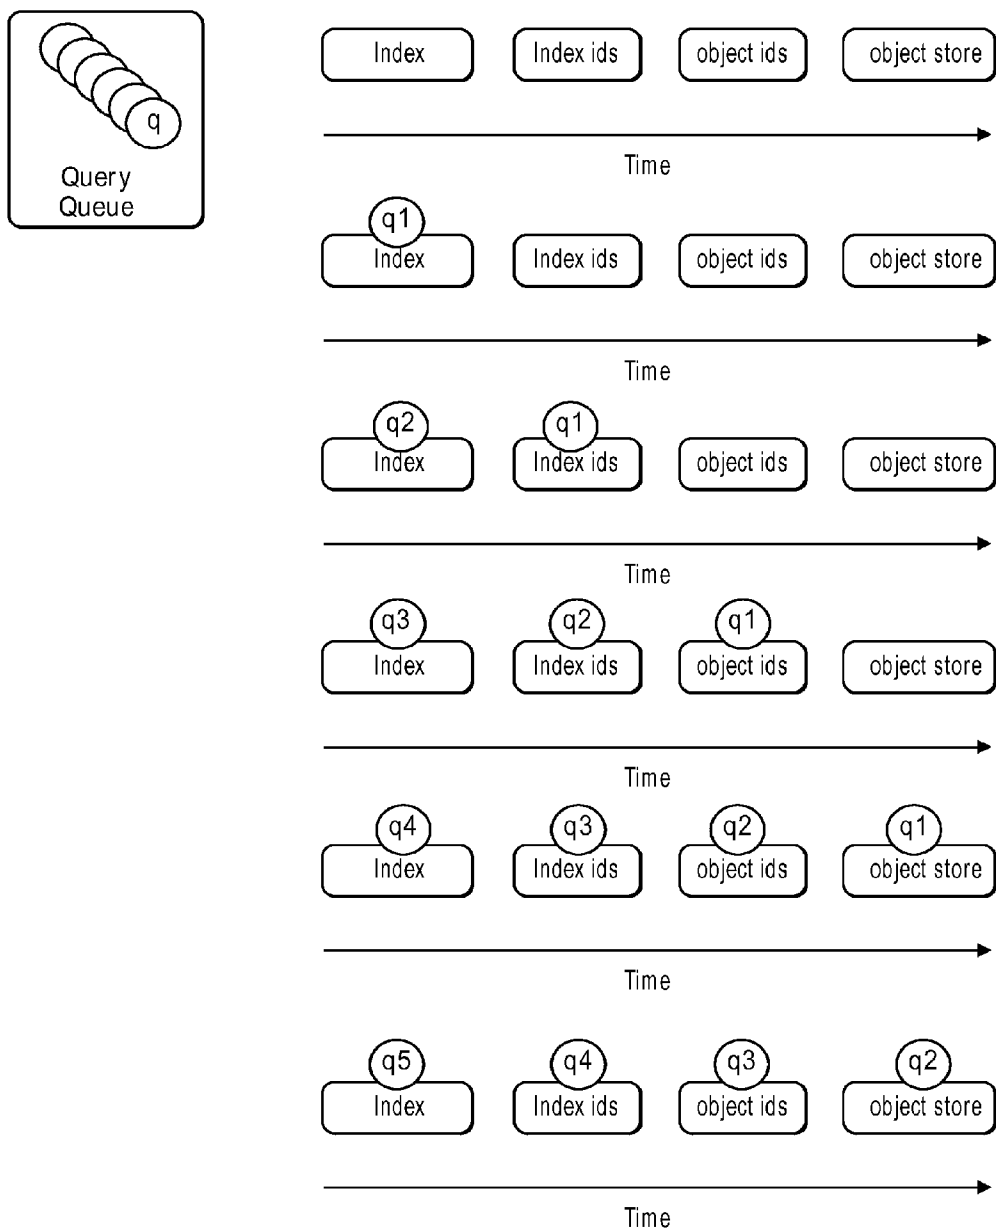 q
Query
Queue
Index Index ids object ids object store
Time
q1
Index Index ids object ids object store
Time
q2 q1
Index Index ids object ids object store
Time
q3 q2 q1
Index Index ids object ids object store
Time
q4 q3 q2 q1
Index Index ids object ids object store
Time
q5 q4 q3 q2
Index Index ids object ids object store
Time